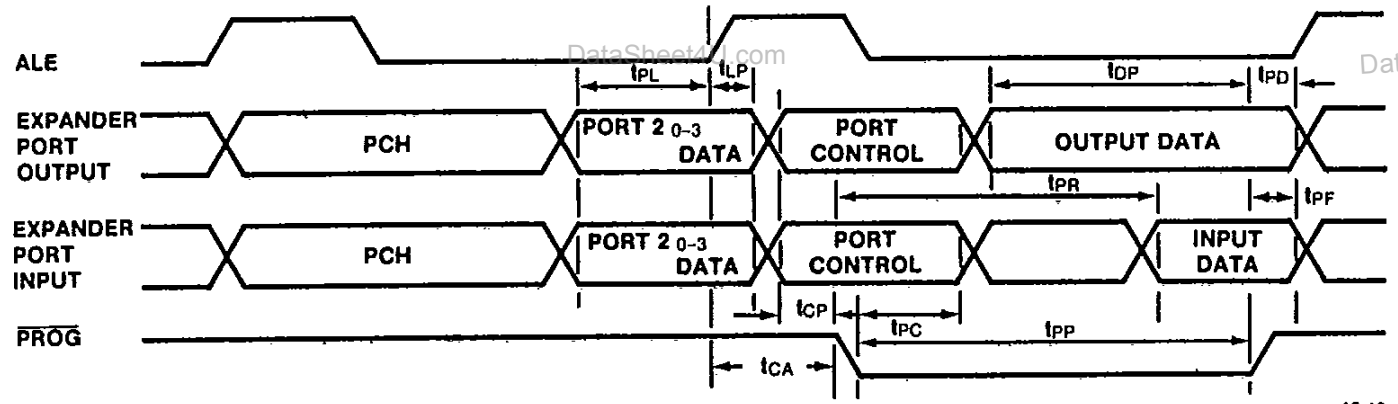 DataSheet4U.com
Dat
ALE
tPL
tLP
tDP
tPD
EXPANDER
PORT
OUTPUT
PCH
PORT 2 0–3
DATA
PORT
CONTROL
OUTPUT DATA
tPR
tPF
EXPANDER
PORT
INPUT
PCH
PORT 2 0–3
DATA
PORT
CONTROL
INPUT
DATA
tCP
tPC
tPP
PROG
tCA